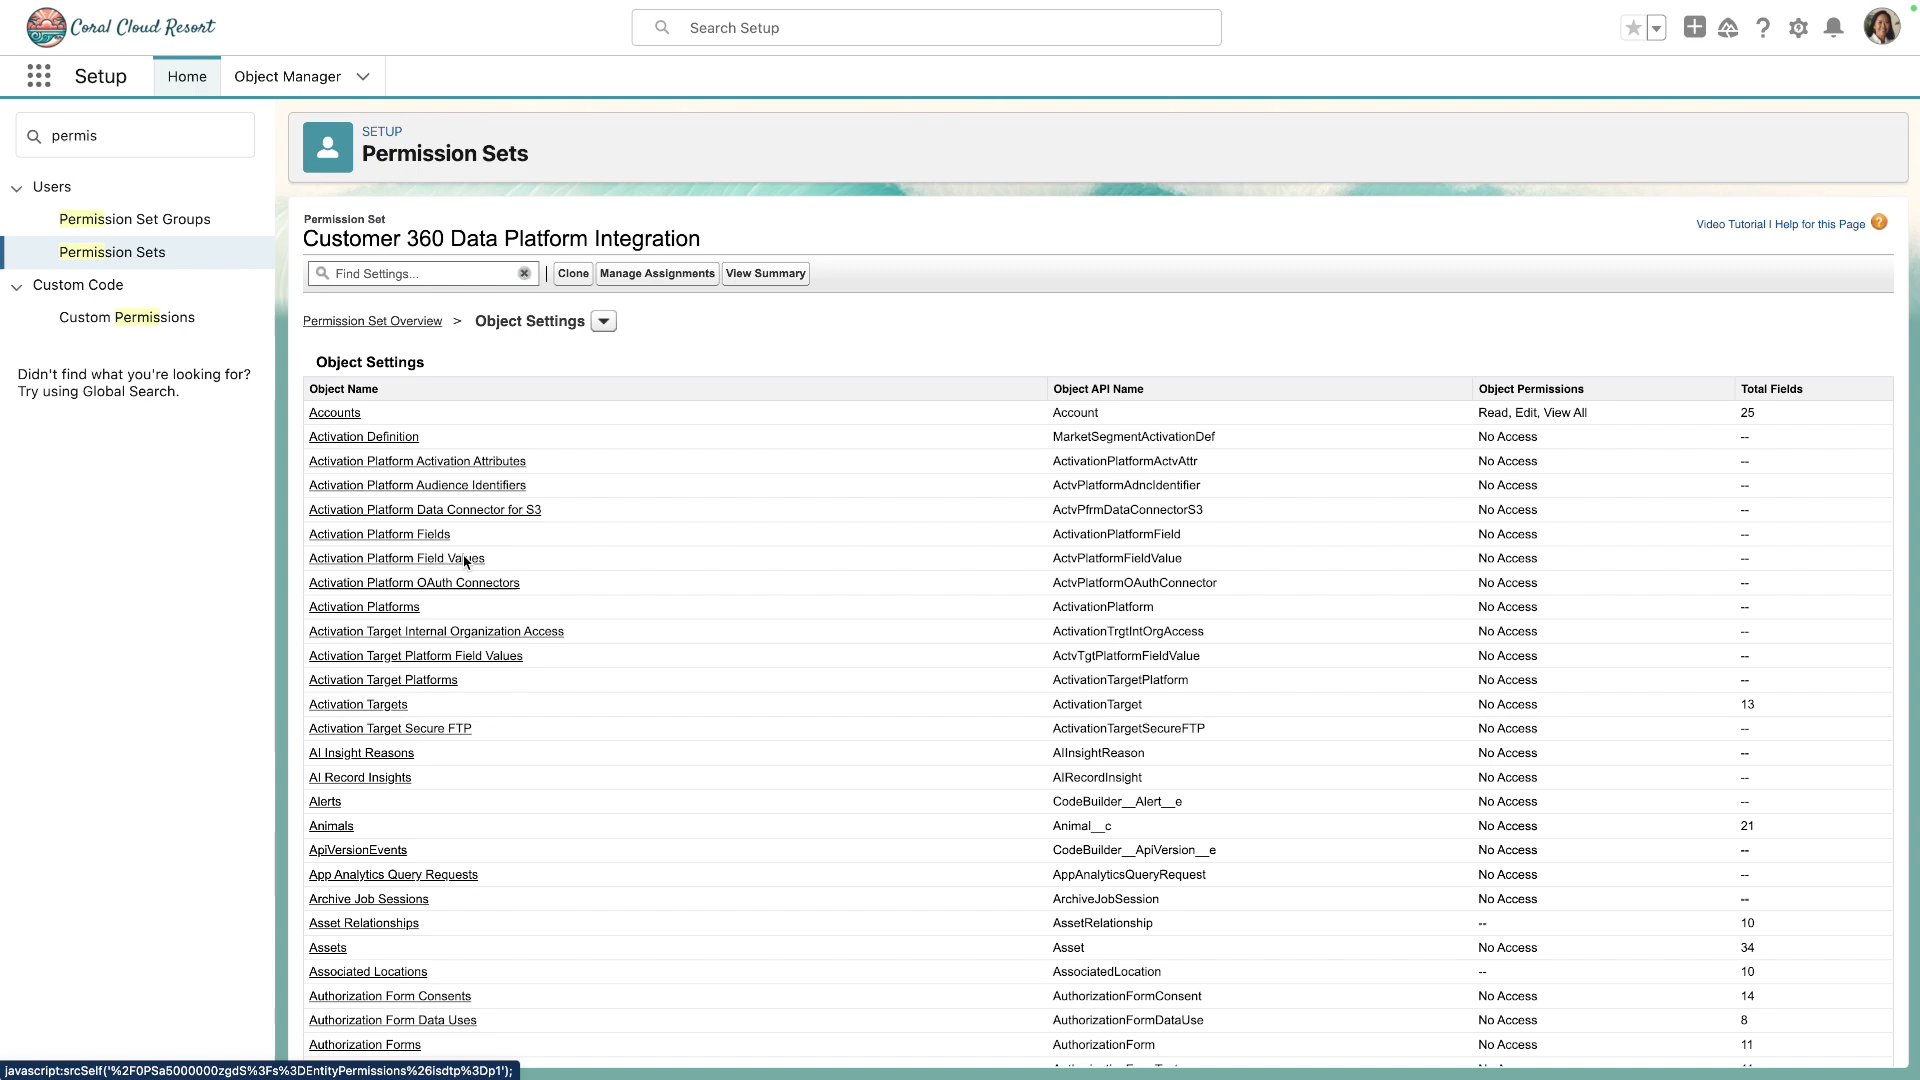 Coral Cloud Resort
Search Setup
Setup
Home
Object Manager
permis
Users
Permission Set Groups
Permission Sets
Custom Code
Custom Permissions
Didn't find what you're looking for?
Try using Global Search.
SETUP
Permission Sets
Permission Set
Customer 360 Data Platform Integration
Video Tutorial | Help for this Page
Find Settings...
Clone
Manage Assignments
View Summary
Permission Set Overview > Object Settings
Object Settings
Object Name Object API Name Object Permissions Total Fields
Accounts Account Read, Edit, View All 25
Activation Definition MarketSegmentActivationDef No Access --
Activation Platform Activation Attributes ActivationPlatformActvAttr No Access --
Activation Platform Audience Identifiers ActvPlatformAdncIdentifier No Access --
Activation Platform Data Connector for S3 ActvPfrmDataConnectorS3 No Access --
Activation Platform Fields ActivationPlatformField No Access --
Activation Platform Field Values ActvPlatformFieldValue No Access --
Activation Platform OAuth Connectors ActvPlatformOAuthConnector No Access --
Activation Platforms ActivationPlatform No Access --
Activation Target Internal Organization Access ActivationTrgtIntOrgAccess No Access --
Activation Target Platform Field Values ActvTgtPlatformFieldValue No Access --
Activation Target Platforms ActivationTargetPlatform No Access --
Activation Targets ActivationTarget No Access 13
Activation Target Secure FTP ActivationTargetSecureFTP No Access --
AI Insight Reasons AIInsightReason No Access --
AI Record Insights AIRecordInsight No Access --
Alerts CodeBuilder__Alert__e No Access --
Animals Animal__c No Access 21
ApiVersionEvents CodeBuilder__ApiVersion__e No Access --
App Analytics Query Requests AppAnalyticsQueryRequest No Access --
Archive Job Sessions ArchiveJobSession No Access --
Asset Relationships AssetRelationship -- 10
Assets Asset No Access 34
Associated Locations AssociatedLocation -- 10
Authorization Form Consents AuthorizationFormConsent No Access 14
Authorization Form Data Uses AuthorizationFormDataUse No Access 8
Authorization Forms AuthorizationForm No Access 11
javascript:srcSelf('%2F0PSa5000000zgdS%3Fs%3DEntityPermissions%26isdtp%3Dp1');